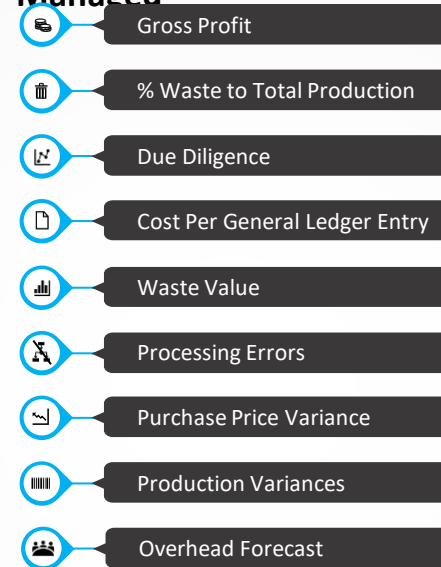 Managed
Gross Profit
% Waste to Total Production
Due Diligence
Cost Per General Ledger Entry
Waste Value
Processing Errors
Purchase Price Variance
Production Variances
Overhead Forecast